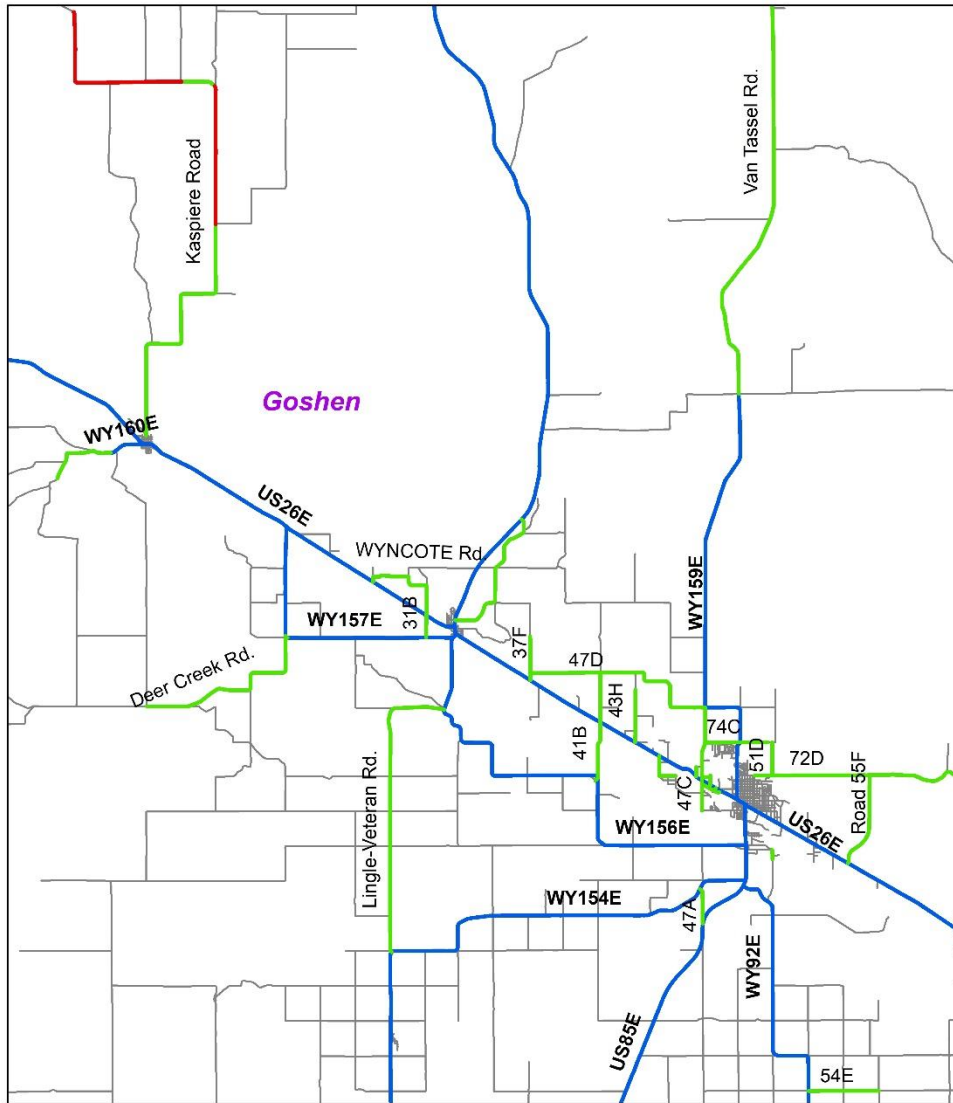 Van Tassel Rd.
Kaspiere Road
Goshen
WY160E
US26E
WYNCOTE Rd.
WY159E
31B
WY157E
37F
47D
Deer Creek Rd.
43H
74C
41B
51D
72D
47C
Road 55F
US26E
WY156E
Lingle-Veteran Rd.
WY154E
47A
WY92E
US85E
54E